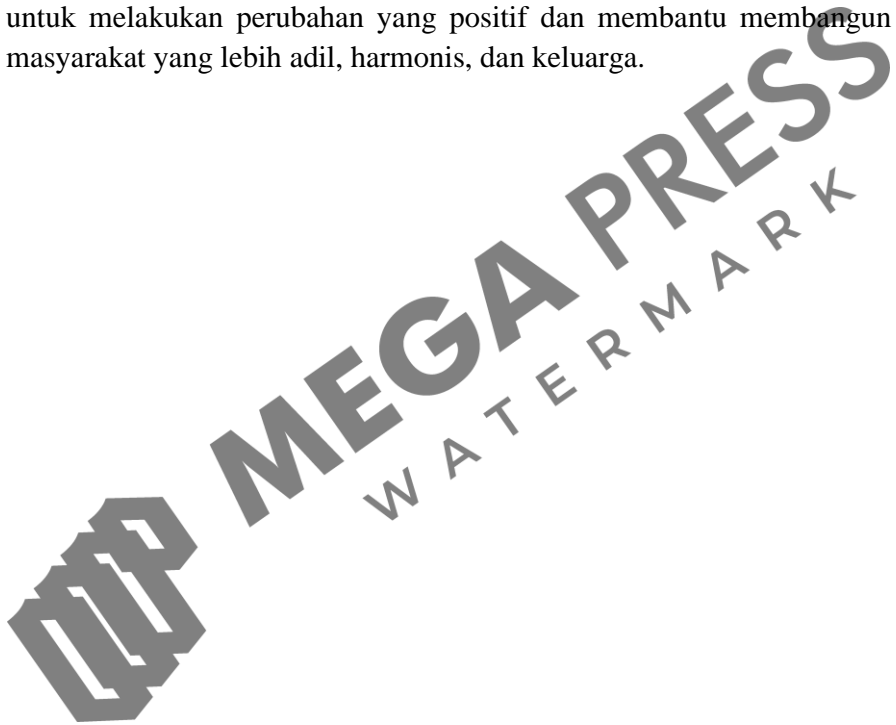 untuk melakukan perubahan yang positif dan membantu membangun
masyarakat yang lebih adil, harmonis, dan keluarga.
MEGA PRESS
WATERMARK